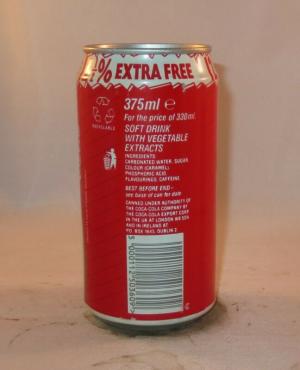 % EXTRA FREE
375ml e
For the price of 330ml
RECYCLABLE
SOFT DRINK
WITH VEGETABLE
EXTRACTS
INGREDIENTS
CARBONATED WATER, SUGAR
COLOUR (CARAMEL)
PHOSPHORIC ACID
FLAVOURINGS, CAFFEINE.
BEST BEFORE END-
see base of can for date
CANNED UNDER AUTHORITY OF
THE COCA-COLA COMPANY BY
THE COCA-COLA EXPORT CORP
IN THE UK AT LONDON W6
AND IN IRELAND AT
P.O. BOX DUBLIN 2.